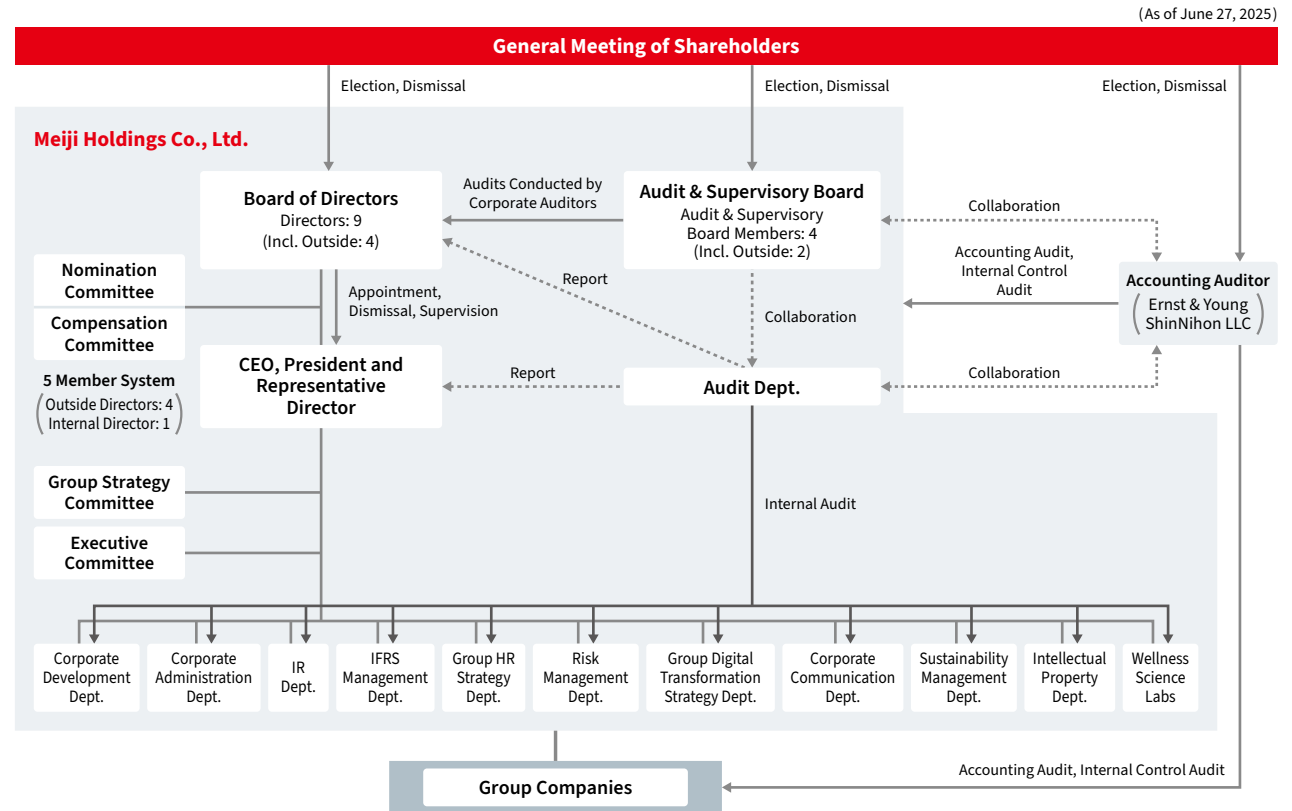 (As of June 27, 2025)
General Meeting of Shareholders
Election, Dismissal
Election, Dismissal
Election, Dismissal
Meiji Holdings Co., Ltd.
Board of Directors
Directors: 9
(Incl. Outside: 4)
Audits Conducted by
Corporate Auditors
Audit & Supervisory Board
Audit & Supervisory
Board Members: 4
(Incl. Outside: 2)
Collaboration
Accounting Audit,
Internal Control
Audit
Accounting Auditor
(Ernst & Young
ShinNihon LLC)
Nomination
Committee
Compensation
Committee
Appointment,
Dismissal, Supervision
Report
Collaboration
5 Member System
(Outside Directors: 4
Internal Director: 1)
CEO, President and
Representative
Director
Report
Audit Dept.
Collaboration
Group Strategy
Committee
Executive
Committee
Internal Audit
Corporate
Development
Dept.
Corporate
Administration
Dept.
IR
Dept.
IFRS
Management
Dept.
Group HR
Strategy
Dept.
Risk
Management
Dept.
Group Digital
Transformation
Strategy Dept.
Corporate
Communication
Dept.
Sustainability
Management
Dept.
Intellectual
Property
Dept.
Wellness
Science
Labs
Group Companies
Accounting Audit, Internal Control Audit